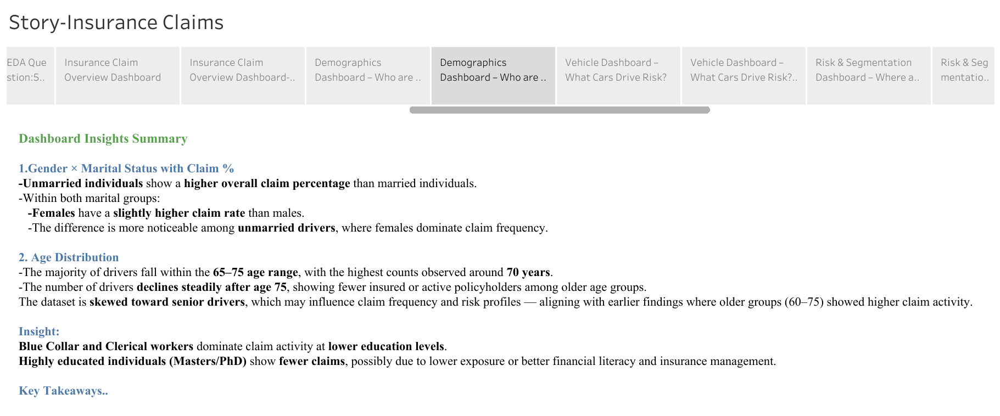 Story-Insurance Claims
EDA Que
stion:5..
Insurance Claim
Overview Dashboard
Insurance Claim
Overview Dashboard-..
Demographics
Dashboard – Who are ..
Demographics
Dashboard – Who are ..
Vehicle Dashboard –
What Cars Drive Risk?
Vehicle Dashboard –
What Cars Drive Risk?..
Risk & Segmentation
Dashboard – Where a..
Risk & Seg
mentatio..
Dashboard Insights Summary
1.Gender × Marital Status with Claim %
-Unmarried individuals show a higher overall claim percentage than married individuals.
-Within both marital groups:
-Females have a slightly higher claim rate than males.
-The difference is more noticeable among unmarried drivers, where females dominate claim frequency.
2. Age Distribution
-The majority of drivers fall within the 65–75 age range, with the highest counts observed around 70 years.
-The number of drivers declines steadily after age 75, showing fewer insured or active policyholders among older age groups.
The dataset is skewed toward senior drivers, which may influence claim frequency and risk profiles — aligning with earlier findings where older groups (60–75) showed higher claim activity.
Insight:
Blue Collar and Clerical workers dominate claim activity at lower education levels.
Highly educated individuals (Masters/PhD) show fewer claims, possibly due to lower exposure or better financial literacy and insurance management.
Key Takeaways..